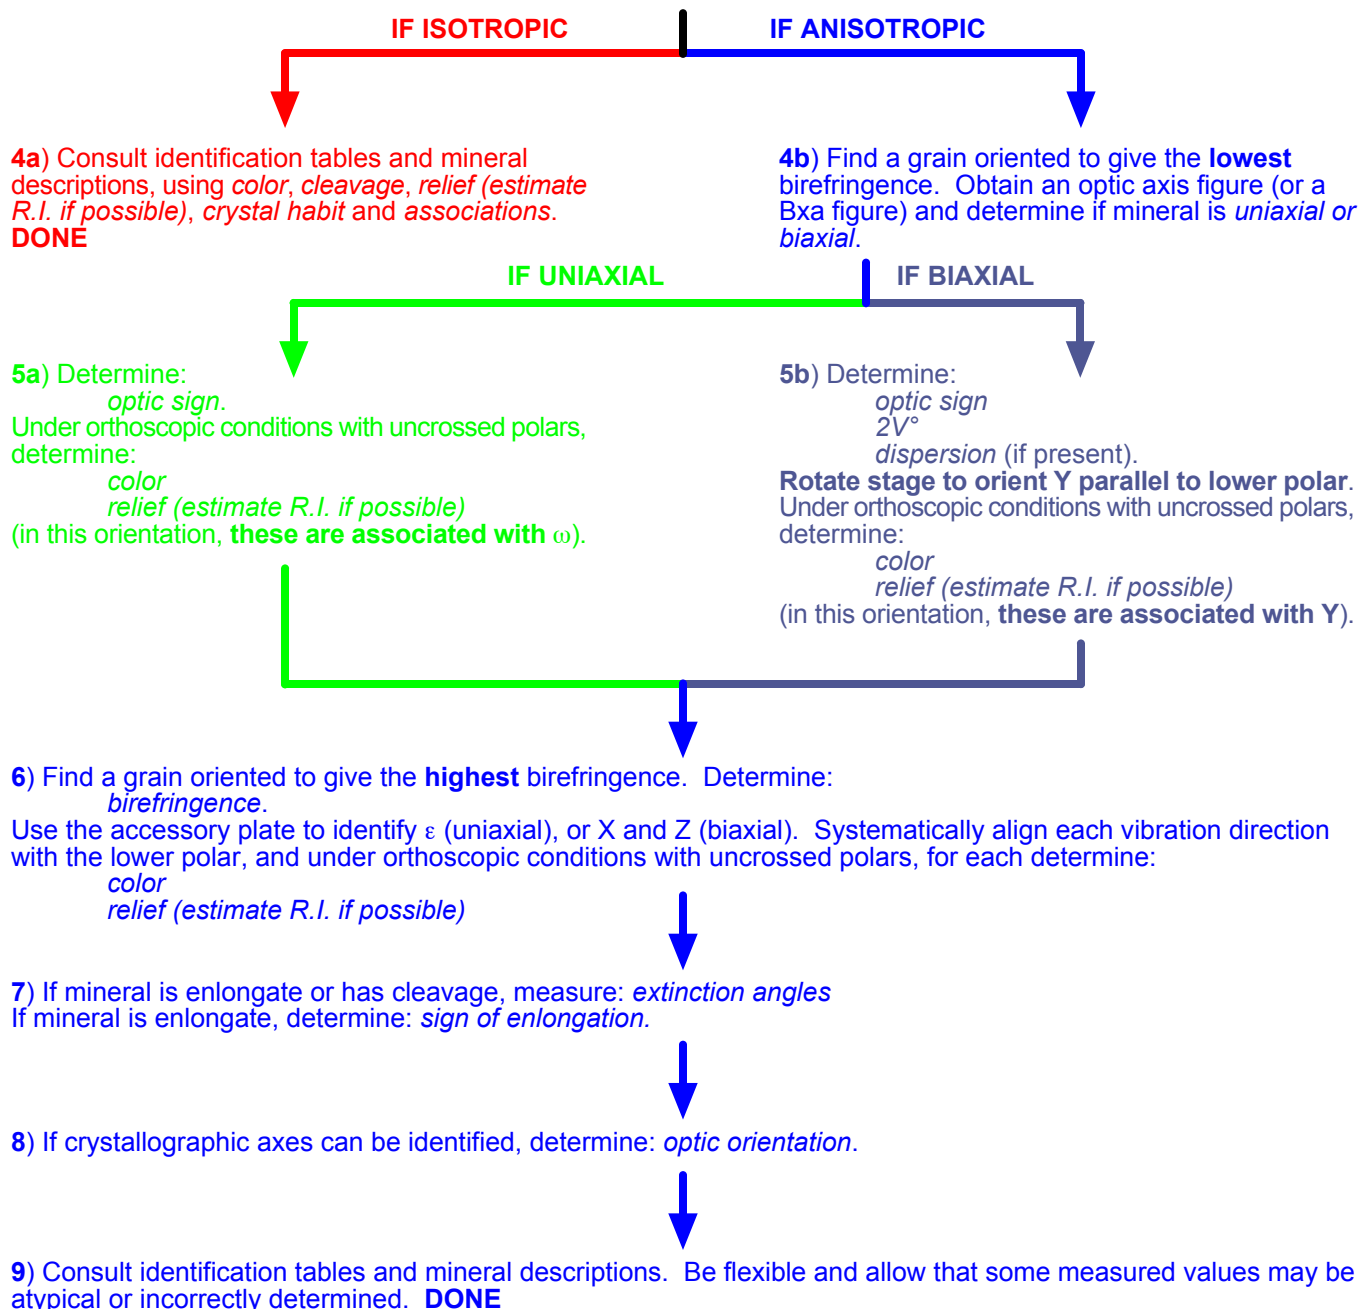 IF ISOTROPIC
IF ANISOTROPIC
4a) Consult identification tables and mineral
descriptions, using color, cleavage, relief (estimate
R.I. if possible), crystal habit and associations.
DONE
4b) Find a grain oriented to give the lowest
birefringence. Obtain an optic axis figure (or a
Bxa figure) and determine if mineral is uniaxial or
biaxial.
IF UNIAXIAL
IF BIAXIAL
5a) Determine:
optic sign.
Under orthoscopic conditions with uncrossed polars,
determine:
color
relief (estimate R.I. if possible)
(in this orientation, these are associated with ω).
5b) Determine:
optic sign
2V°
dispersion (if present).
Rotate stage to orient Y parallel to lower polar.
Under orthoscopic conditions with uncrossed polars,
determine:
color
relief (estimate R.I. if possible)
(in this orientation, these are associated with Y).
6) Find a grain oriented to give the highest birefringence. Determine:
birefringence.
Use the accessory plate to identify ε (uniaxial), or X and Z (biaxial). Systematically align each vibration direction
with the lower polar, and under orthoscopic conditions with uncrossed polars, for each determine:
color
relief (estimate R.I. if possible)
7) If mineral is enlongate or has cleavage, measure: extinction angles
If mineral is enlongate, determine: sign of enlongation.
8) If crystallographic axes can be identified, determine: optic orientation.
9) Consult identification tables and mineral descriptions. Be flexible and allow that some measured values may be
atypical or incorrectly determined. DONE